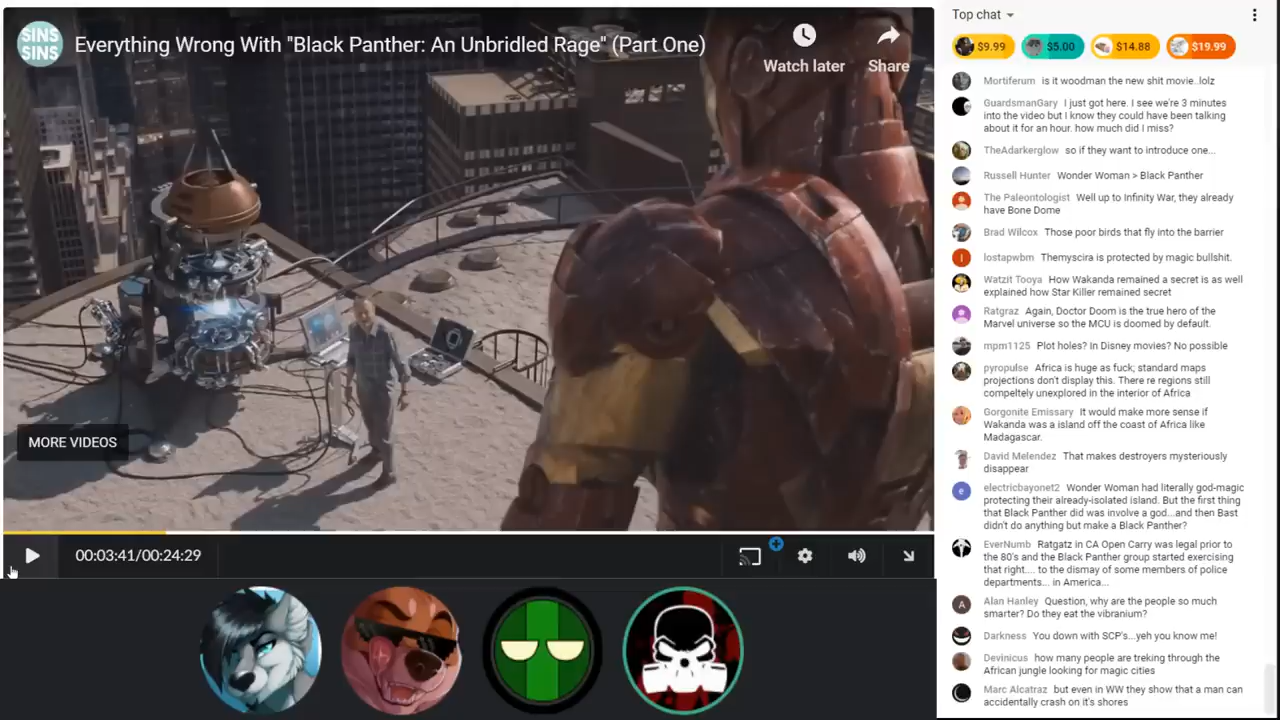 SINS
SINS
Everything Wrong With "Black Panther: An Unbridled Rage" (Part One)
Watch later
Share
MORE VIDEOS
00:03:41/00:24:29
Top chat
$9.99
$5.00
$14.88
$19.99
Mortiferum is it woodman the new shit movie..lolz
GuardsmanGary I just got here. I see we're 3 minutes
into the video but I know they could have been talking
about it for an hour. how much did I miss?
TheAdarkerglow so if they want to introduce one...
Russell Hunter Wonder Woman > Black Panther
The Paleontologist Well up to Infinity War, they already
have Bone Dome
Brad Wilcox Those poor birds that fly into the barrier
lostapwbm Themyscira is protected by magic bullshit.
Watzit Tooya How Wakanda remained a secret is as well
explained how Star Killer remained secret
Ratgraz Again, Doctor Doom is the true hero of the
Marvel universe so the MCU is doomed by default.
mpm1125 Plot holes? In Disney movies? No possible
pyropulse Africa is huge as fuck; standard maps
projections don't display this. There re regions still
compeltely unexplored in the interior of Africa
Gorgonite Emissary It would make more sense if
Wakanda was a island off the coast of Africa like
Madagascar.
David Melendez That makes destroyers mysteriously
disappear
e
electricbayonet2 Wonder Woman had literally god-magic
protecting their already-isolated island. But the first thing
that Black Panther did was involve a god...and then Bast
didn't do anything but make a Black Panther?
EverNumb Ratgatz in CA Open Carry was legal prior to
the 80's and the Black Panther group started exercising
that right.... to the dismay of some members of police
departments... in America...
A
Alan Hanley Question, why are the people so much
smarter? Do they eat the vibranium?
Darkness You down with SCP's...yeh you know me!
Devinicus how many people are treking through the
African jungle looking for magic cities
Marc Alcatraz but even in WW they show that a man can
accidentally crash on it's shores